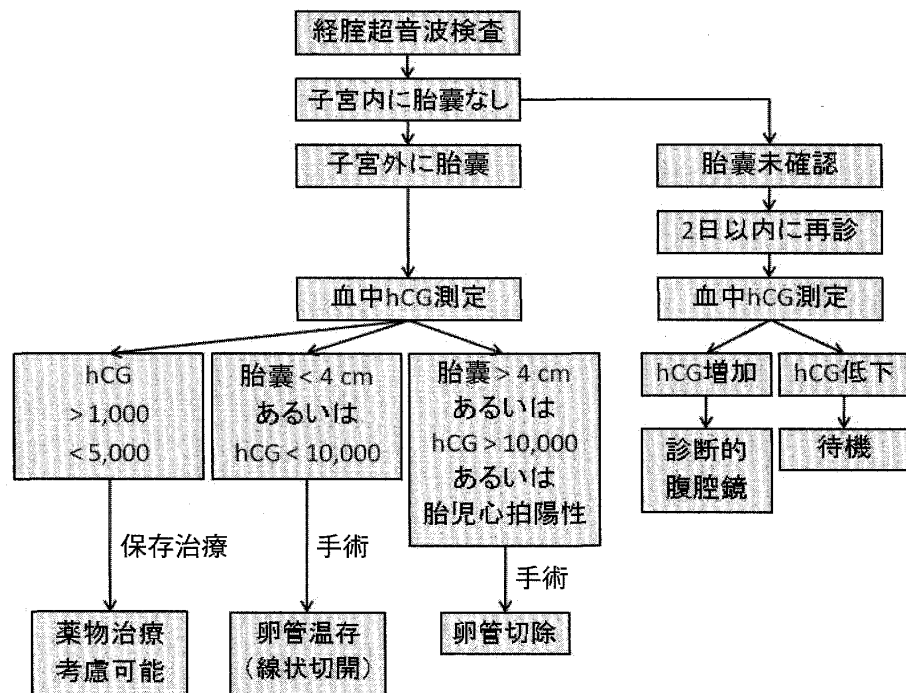 経腟超音波検査
子宮内に胎嚢なし
子宮外に胎嚢
胎嚢未確認
2日以内に再診
血中hCG測定
血中hCG測定
hCG
> 1,000
< 5,000
胎嚢 < 4 cm
あるいは
hCG < 10,000
胎嚢 > 4 cm
あるいは
hCG > 10,000
あるいは
胎児心拍陽性
hCG増加
hCG低下
診断的
腹腔鏡
待機
保存治療
手術
手術
薬物治療
考慮可能
卵管温存
（線状切開）
卵管切除